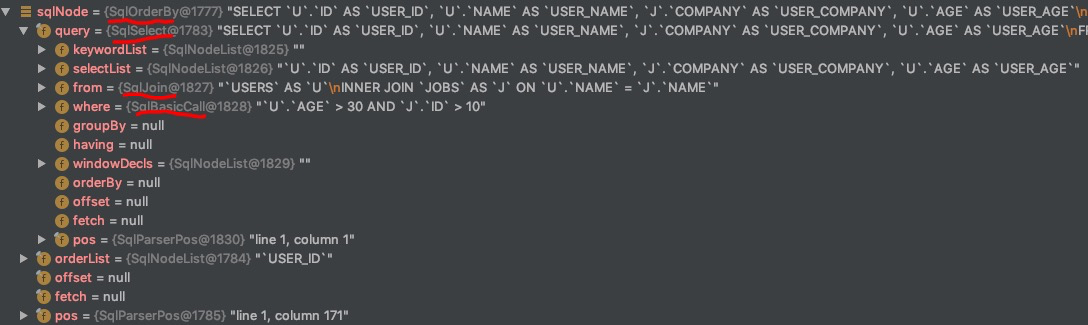 sqlNode = {SqlOrderBy@1777} "SELECT `U`.`ID` AS `USER_ID`, `U`.`NAME` AS `USER_NAME`, `J`.`COMPANY` AS `USER_COMPANY`, `U`.`AGE` AS `USER_AGE`\n
query = {SqlSelect@1783} "SELECT `U`.`ID` AS `USER_ID`, `U`.`NAME` AS `USER_NAME`, `J`.`COMPANY` AS `USER_COMPANY`, `U`.`AGE` AS `USER_AGE`\nF
keywordList = {SqlNodeList@1825} ""
selectList = {SqlNodeList@1826} "`U`.`ID` AS `USER_ID`, `U`.`NAME` AS `USER_NAME`, `J`.`COMPANY` AS `USER_COMPANY`, `U`.`AGE` AS `USER_AGE`"
from = {SqlJoin@1827} "`USERS` AS `U`\nINNER JOIN `JOBS` AS `J` ON `U`.`NAME` = `J`.`NAME`"
where = {SqlBasicCall@1828} "`U`.`AGE` > 30 AND `J`.`ID` > 10"
groupBy = null
having = null
windowDecls = {SqlNodeList@1829} ""
orderBy = null
offset = null
fetch = null
pos = {SqlParserPos@1830} "line 1, column 1"
orderList = {SqlNodeList@1784} "`USER_ID`"
offset = null
fetch = null
pos = {SqlParserPos@1785} "line 1, column 171"